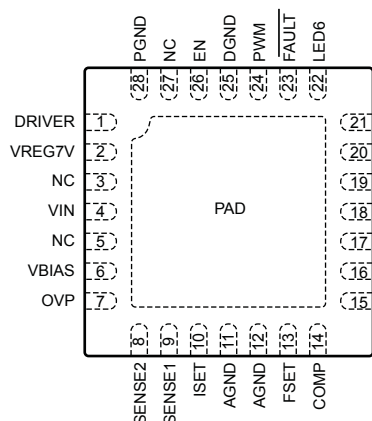 PGND
NC
EN
DGND
PWM
FAULT
LED6
28
27
26
25
24
23
22
DRIVER 1
VREG7V 2
NC 3
VIN 4
NC 5
VBIAS 6
OVP 7
PAD
21
20
19
18
17
16
15
8
9
10
11
12
13
14
SENSE2
SENSE1
ISET
AGND
AGND
FSET
COMP